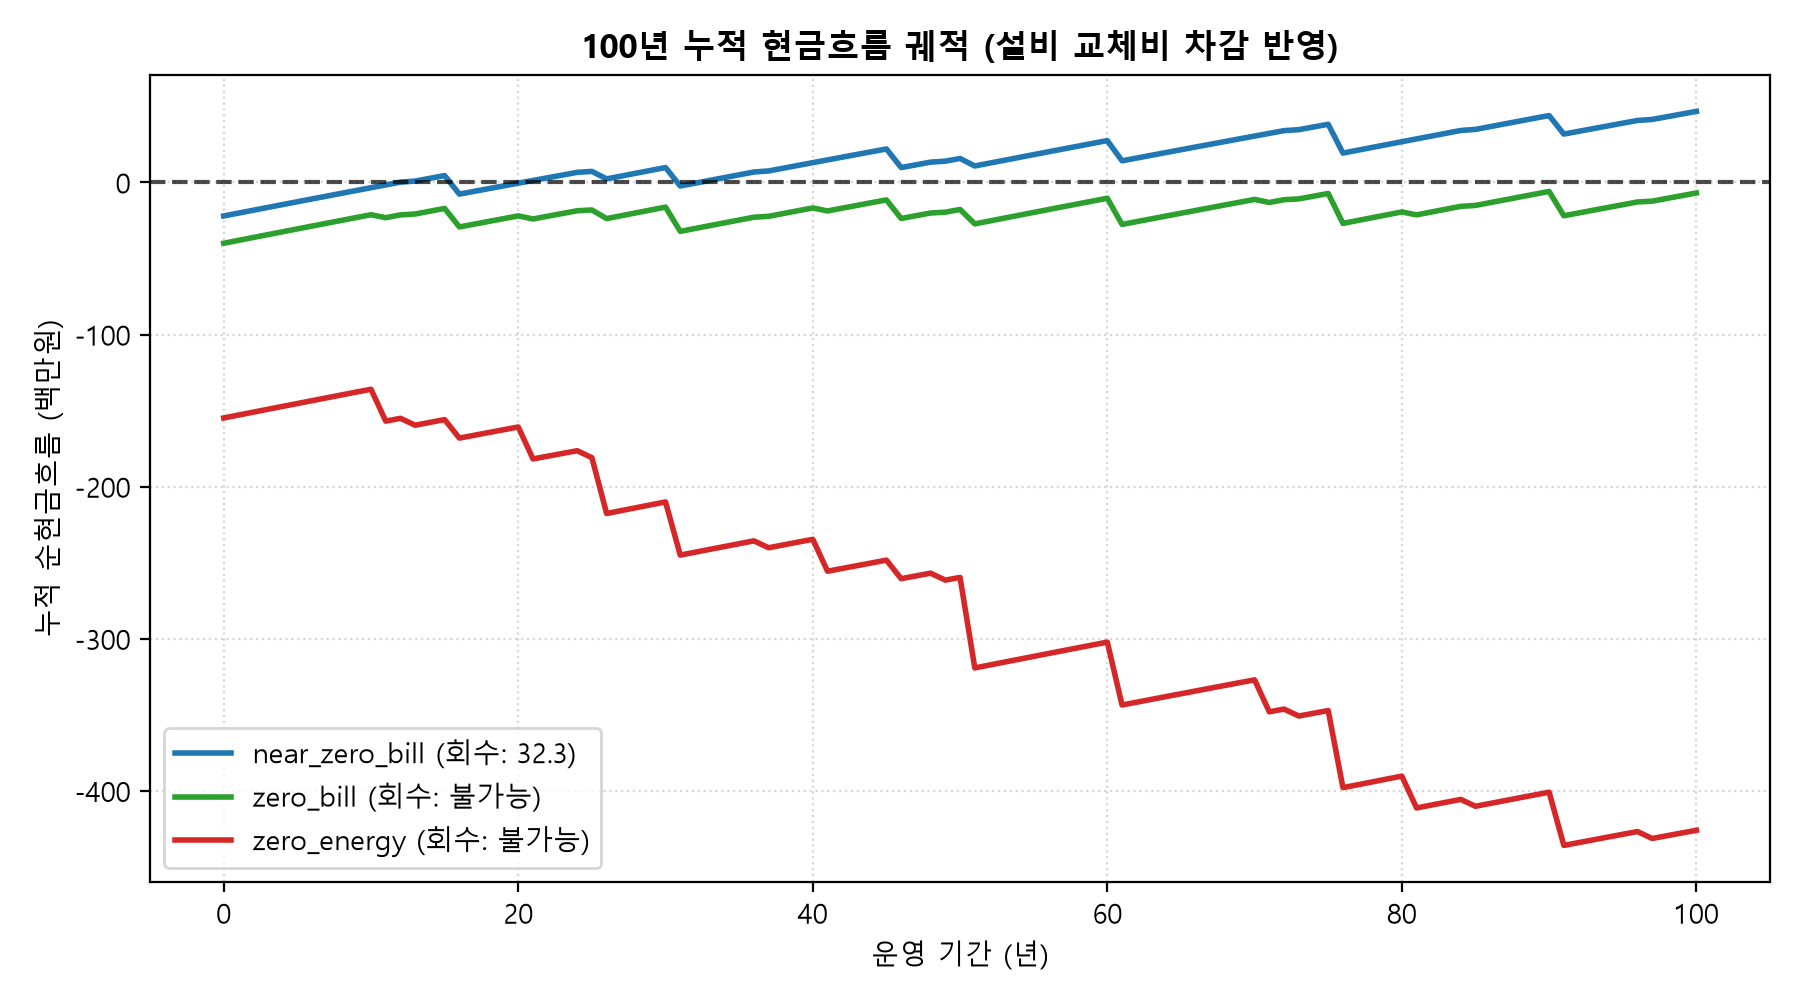 100년 누적 현금흐름 궤적 (설비 교체비 차감 반영)
누적 순현금흐름 (백만원)
0
-100
-200
-300
-400
near_zero_bill (회수: 32.3)
zero_bill (회수: 불가능)
zero_energy (회수: 불가능)
0 20 40 60 80 100
운영 기간 (년)